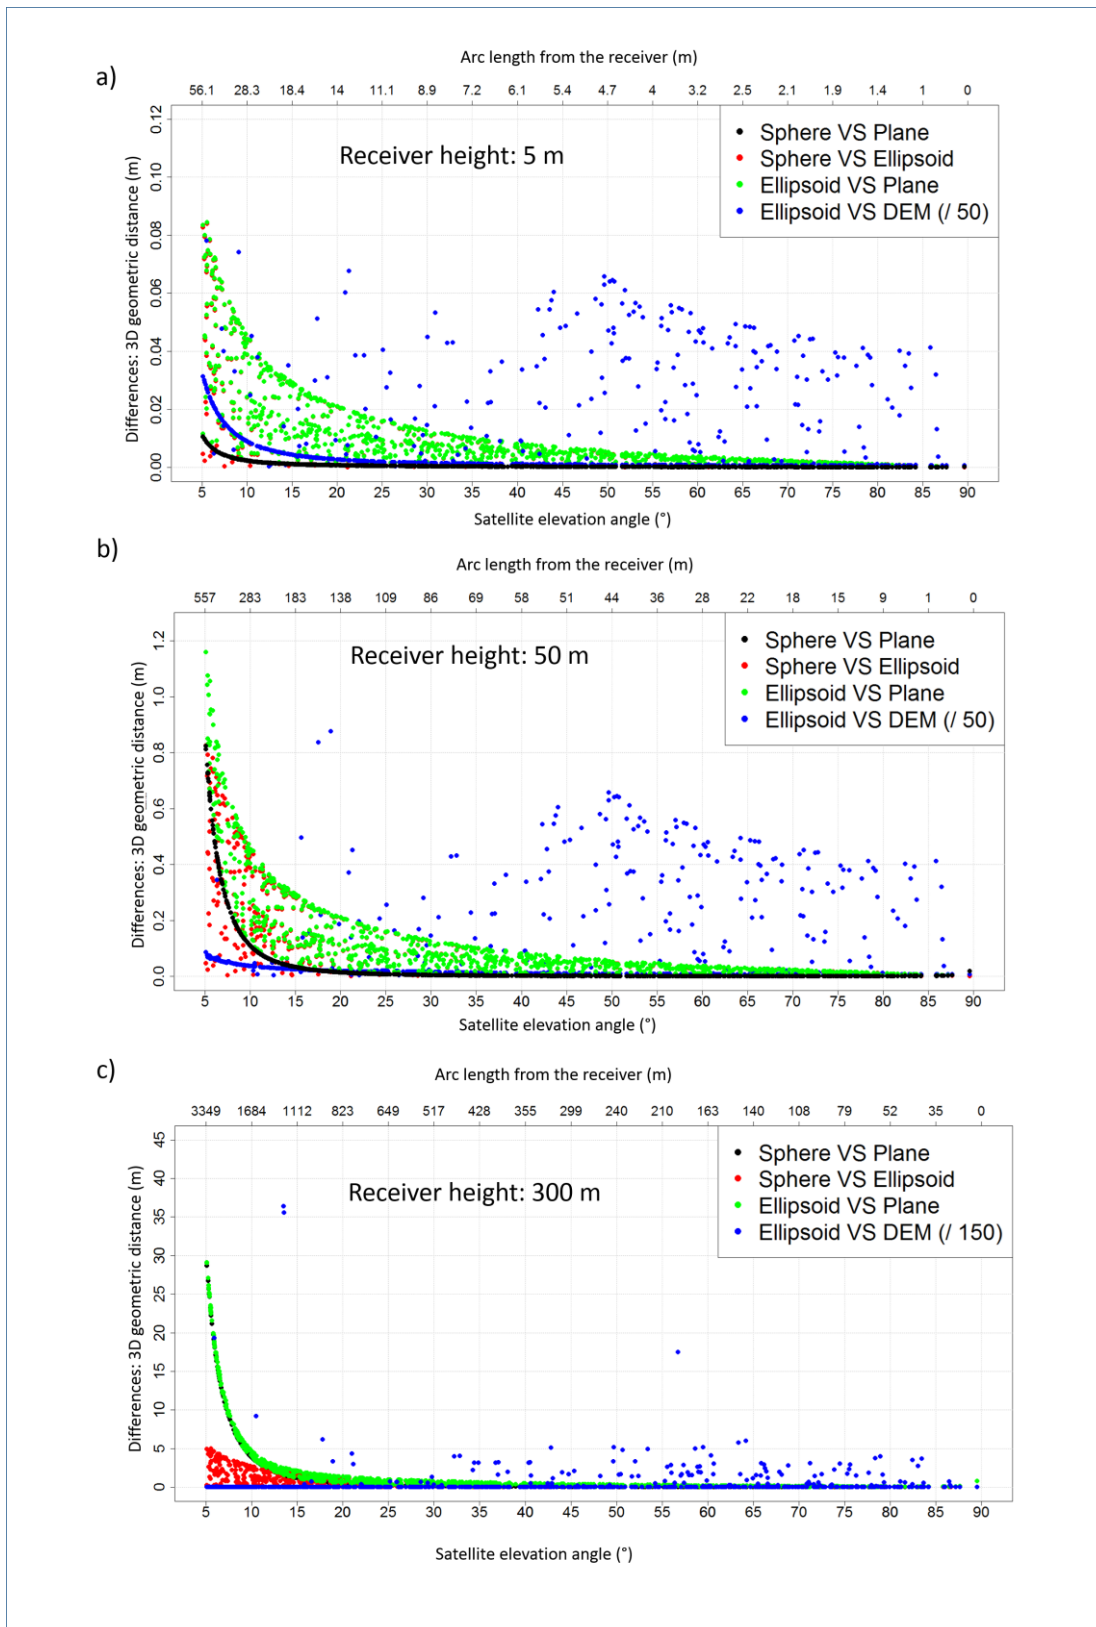 a)
Arc length from the receiver (m)
56.1 28.3 18.4 14 11.1 8.9 7.2 6.1 5.4 4.7 4 3.2 2.5 2.1 1.9 1.4 1 0
Receiver height: 5 m
Sphere VS Plane
Sphere VS Ellipsoid
Ellipsoid VS Plane
Ellipsoid VS DEM (/ 50)
Differences: 3D geometric distance (m)
0.12
0.10
0.08
0.06
0.04
0.02
0.00
5 10 15 20 25 30 35 40 45 50 55 60 65 70 75 80 85 90
Satellite elevation angle (°)
b)
Arc length from the receiver (m)
557 283 183 138 109 86 69 58 51 44 36 28 22 18 15 9 1 0
Receiver height: 50 m
Sphere VS Plane
Sphere VS Ellipsoid
Ellipsoid VS Plane
Ellipsoid VS DEM (/ 50)
Differences: 3D geometric distance (m)
1.2
1.0
0.8
0.6
0.4
0.2
0.0
5 10 15 20 25 30 35 40 45 50 55 60 65 70 75 80 85 90
Satellite elevation angle (°)
c)
Arc length from the receiver (m)
3349 1684 1112 823 649 517 428 355 299 240 210 163 140 108 79 52 35 0
Receiver height: 300 m
Sphere VS Plane
Sphere VS Ellipsoid
Ellipsoid VS Plane
Ellipsoid VS DEM (/ 150)
Differences: 3D geometric distance (m)
45
40
35
30
25
20
15
10
5
0
5 10 15 20 25 30 35 40 45 50 55 60 65 70 75 80 85 90
Satellite elevation angle (°)